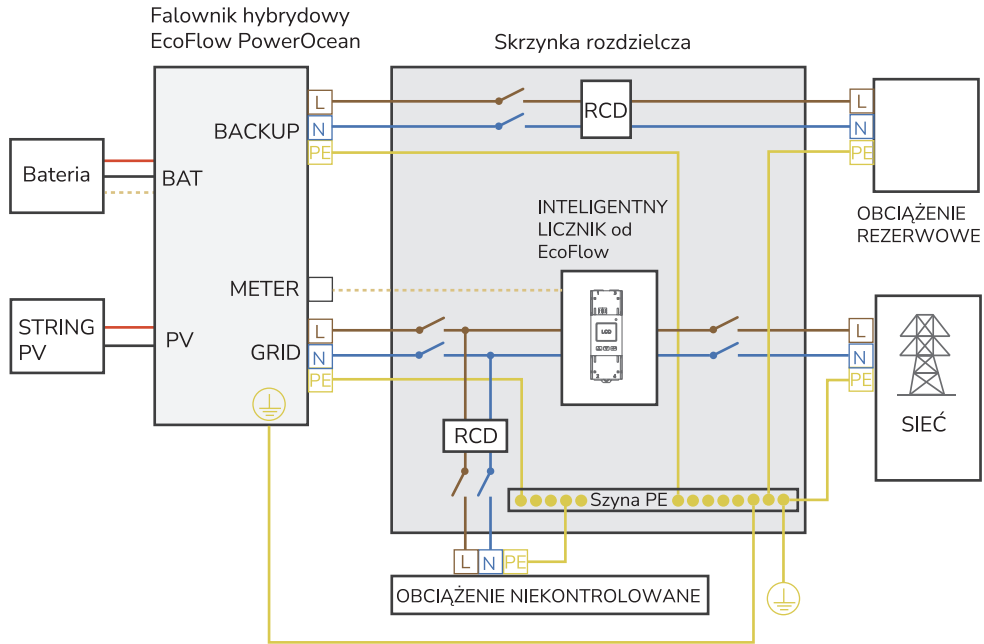 Falownik hybrydowy
EcoFlow PowerOcean
Skrzynka rozdzielcza
L
N
PE
BACKUP
RCD
L
N
PE
Bateria
BAT
OBCIĄŻENIE
REZERWOWE
INTELIGENTNY
LICZNIK od
EcoFlow
METER
STRING
PV
PV
L
N
PE
GRID
LCD
L
N
PE
SIEĆ
RCD
Szyna PE
L
N
PE
OBCIĄŻENIE NIEKONTROLOWANE